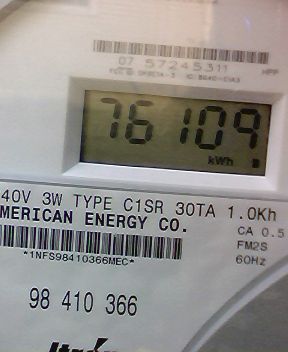 07 57245311
76109
kWh
40V 3W TYPE C1SR 30TA 1.0Kh
MERICAN ENERGY CO.
CA 0.5
FM2S
60Hz
*1NFS98410366MEC*
98 410 366
Itrón